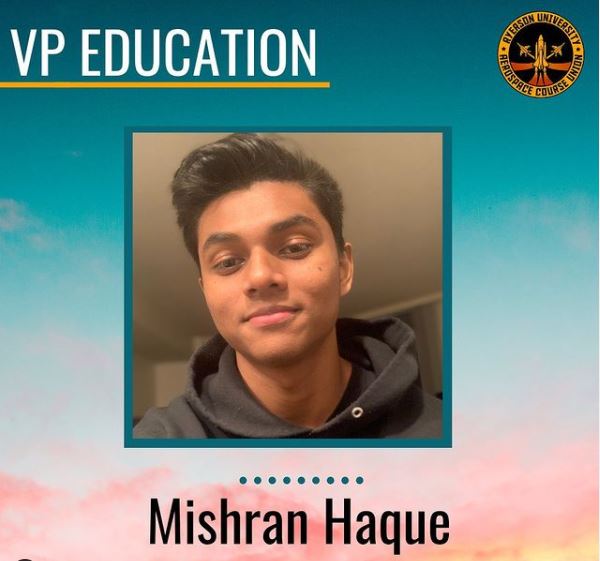 VP EDUCATION
RYERSON UNIVERSITY
AEROSPACE COURSE UNION
Mishran Haque